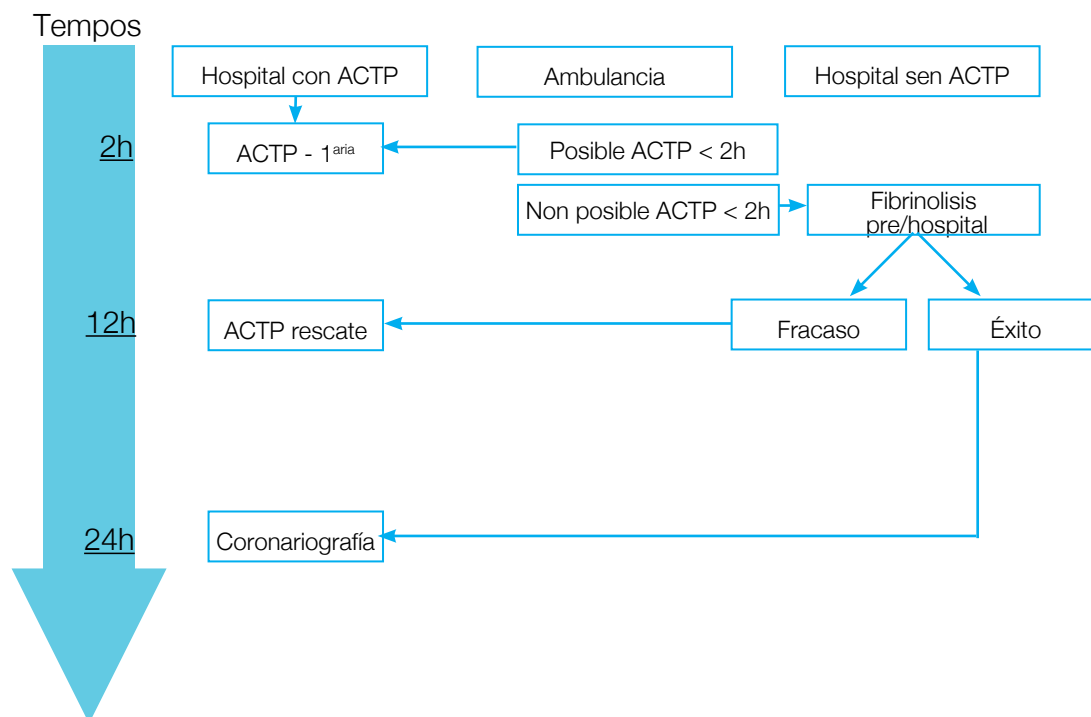 Tempos
Hospital con ACTP
Ambulancia
Hospital sen ACTP
2h
ACTP - 1aria
Posible ACTP < 2h
Non posible ACTP < 2h
Fibrinolisis
pre/hospital
12h
ACTP rescate
Fracaso
Éxito
24h
Coronariografía